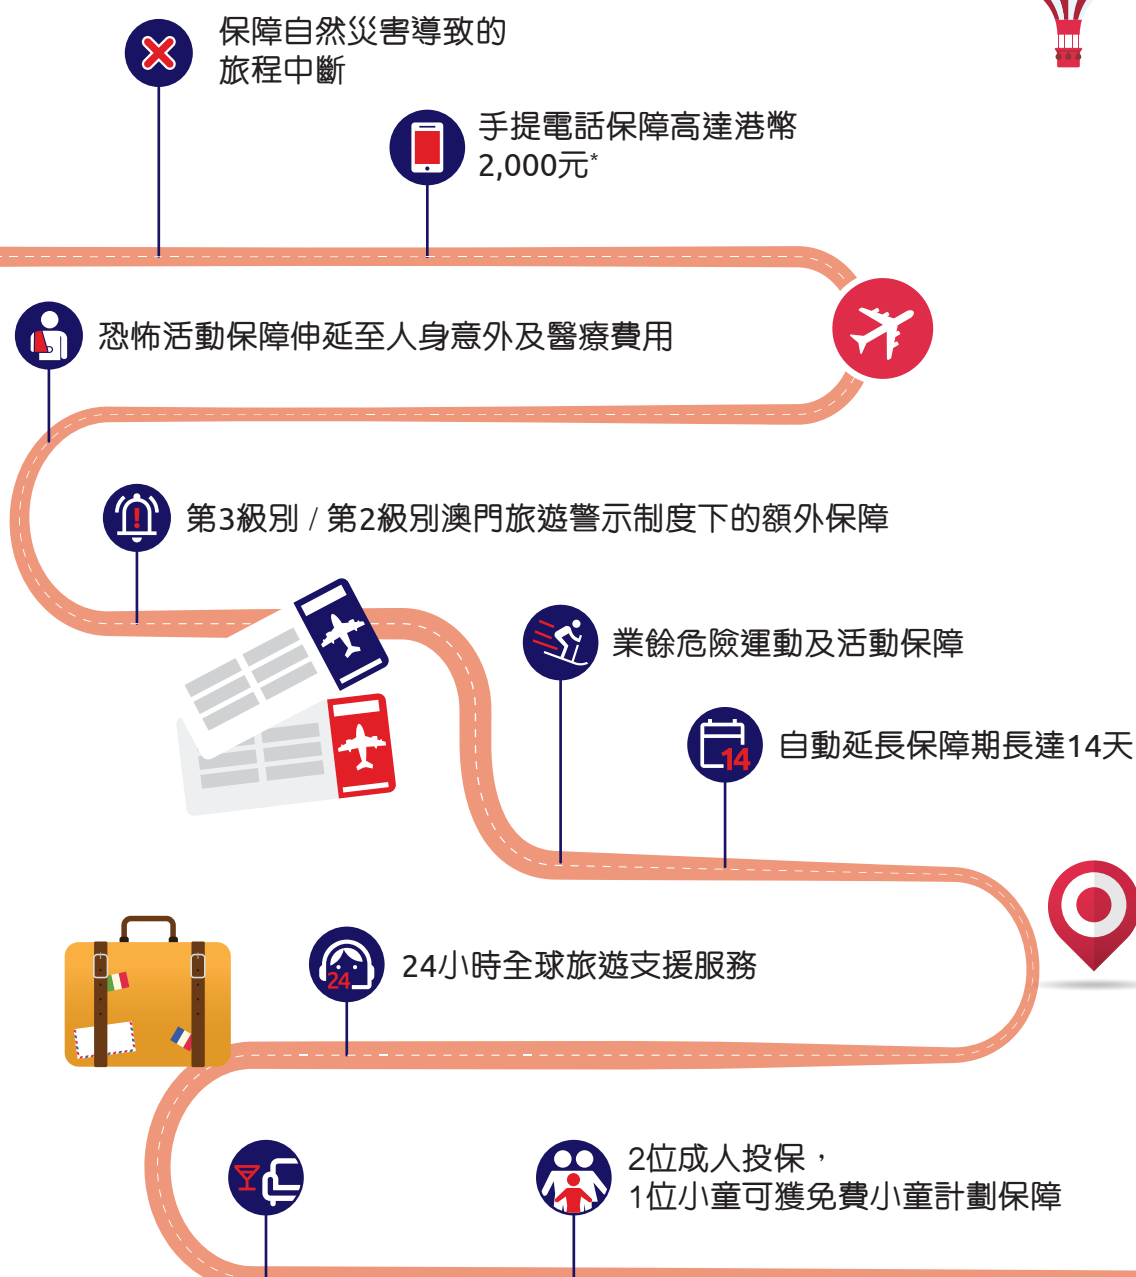 保障自然災害導致的
旅程中斷
手提電話保障高達港幣
2,000元*
恐怖活動保障伸延至人身意外及醫療費用
第3級別 / 第2級別澳門旅遊警示制度下的額外保障
業餘危險運動及活動保障
14
自動延長保障期長達14天
24
24小時全球旅遊支援服務
2位成人投保，
1位小童可獲免費小童計劃保障